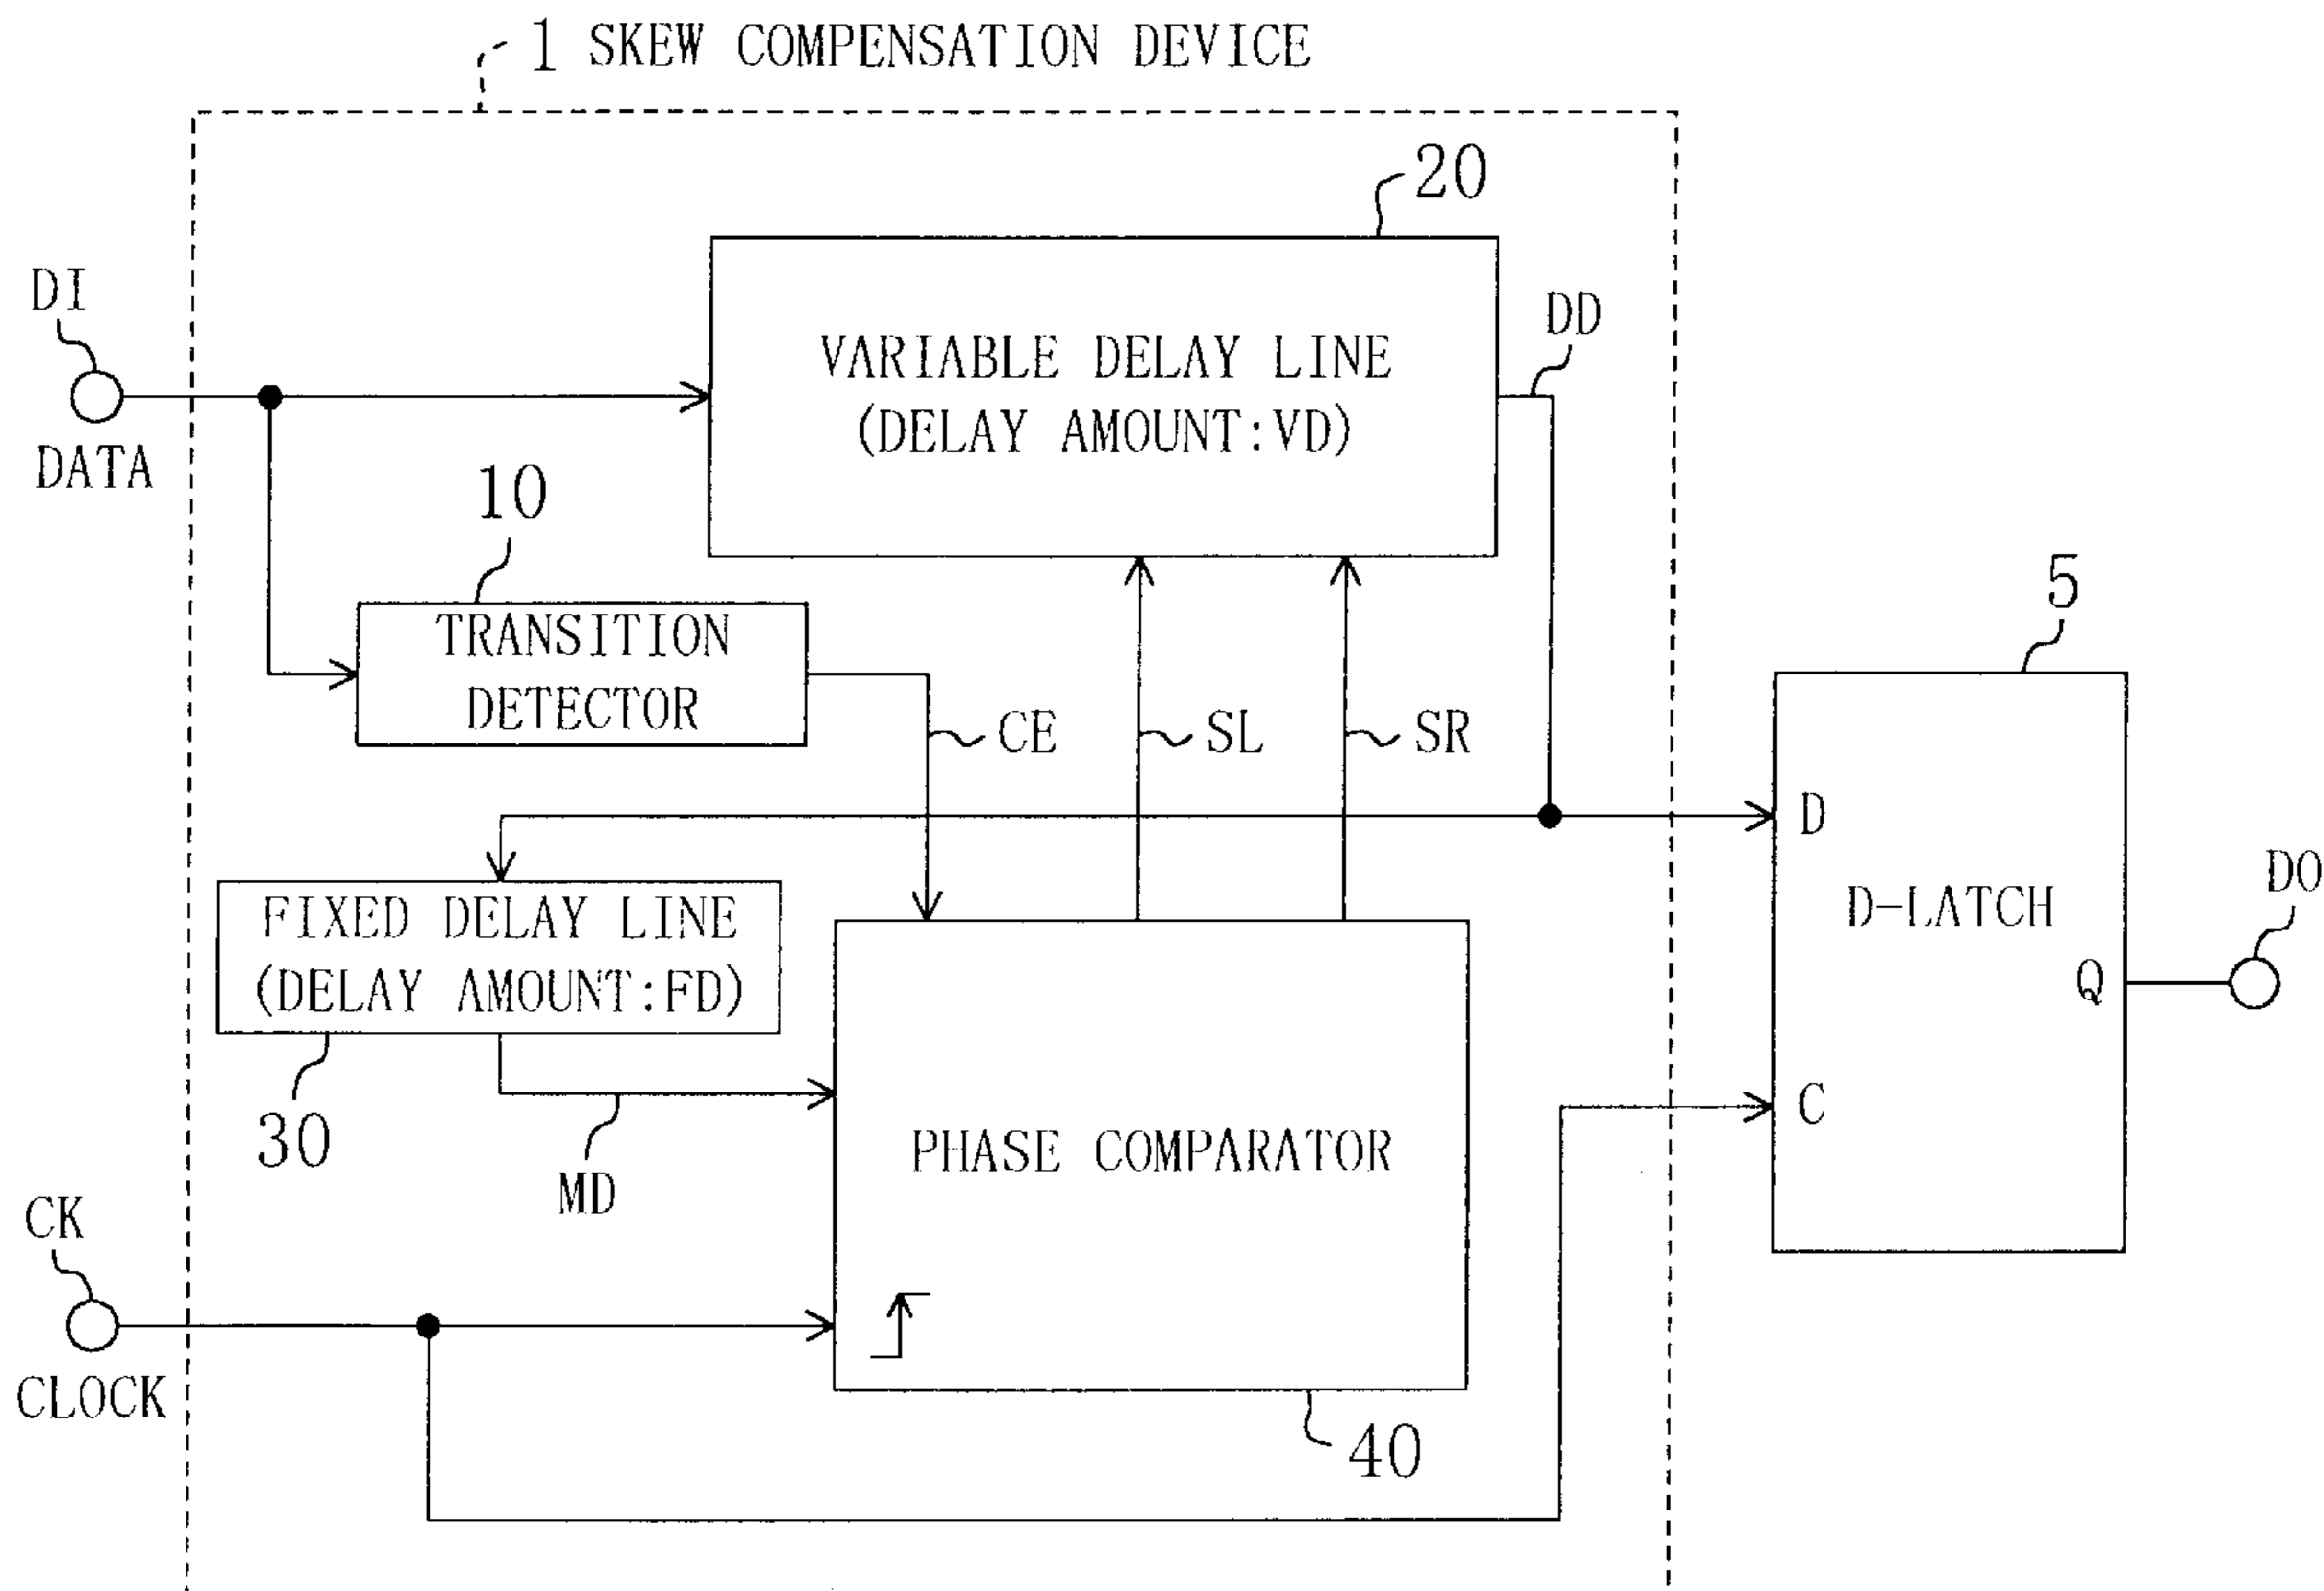 1 SKEW COMPENSATION DEVICE
20
DI
DD
VARIABLE DELAY LINE
(DELAY AMOUNT:VD)
DATA
10
5
TRANSITION
DETECTOR
CE
SL
SR
D
FIXED DELAY LINE
(DELAY AMOUNT:FD)
D-LATCH
DO
Q
C
30
PHASE COMPARATOR
MD
CK
CLOCK
40